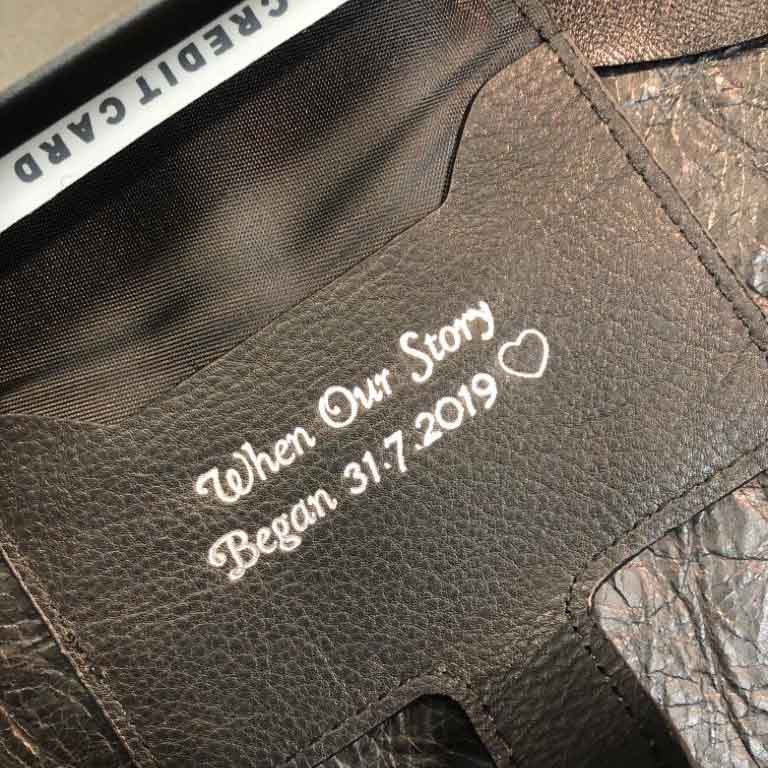 CREDIT CARD
When Our Story
Began 31.7.2019♡